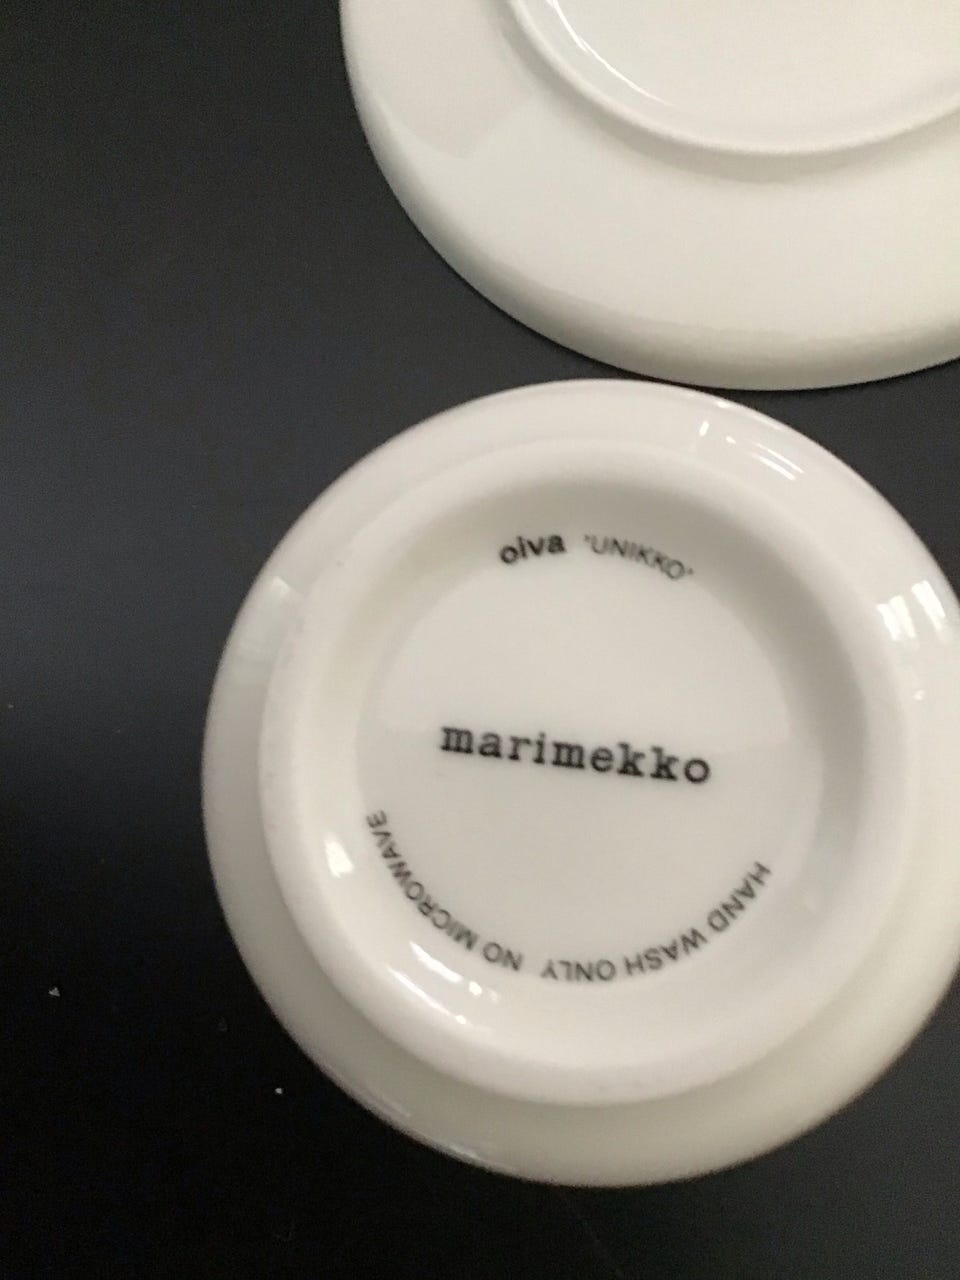 oiva 'UNIKKO'
marimekko
HAND WASH ONLY NO MICROWAVE